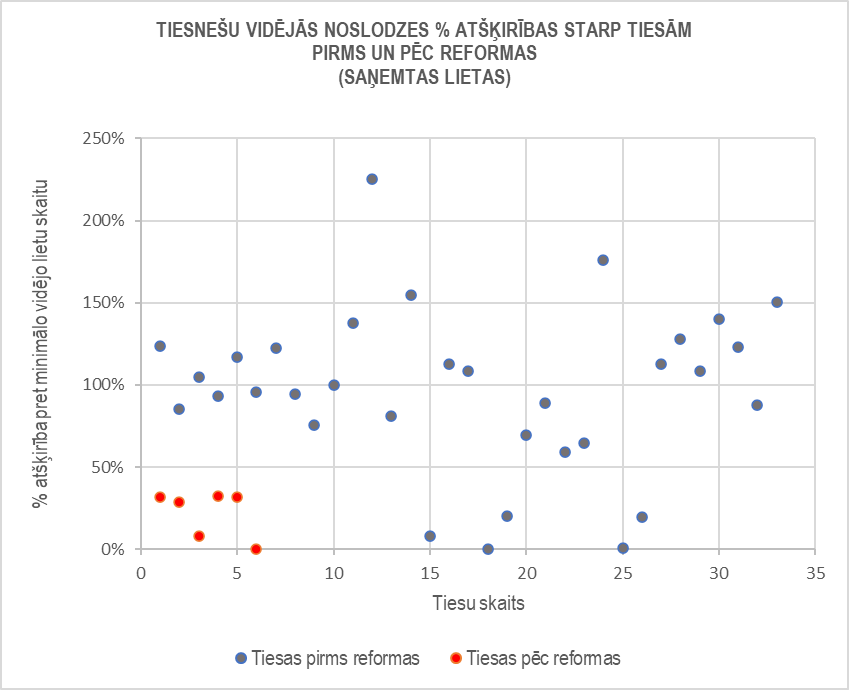 TIESNEŠU VIDĒJĀS NOSLODZES % ATŠĶIRĪBAS STARP TIESĀM
PIRMS UN PĒC REFORMAS
(SAŅEMTAS LIETAS)
% atšķirība pret minimālo vidējo lietu skaitu
250%
200%
150%
100%
50%
0%
0 5 10 15 20 25 30 35
Tiesu skaits
Tiesas pirms reformas Tiesas pēc reformas